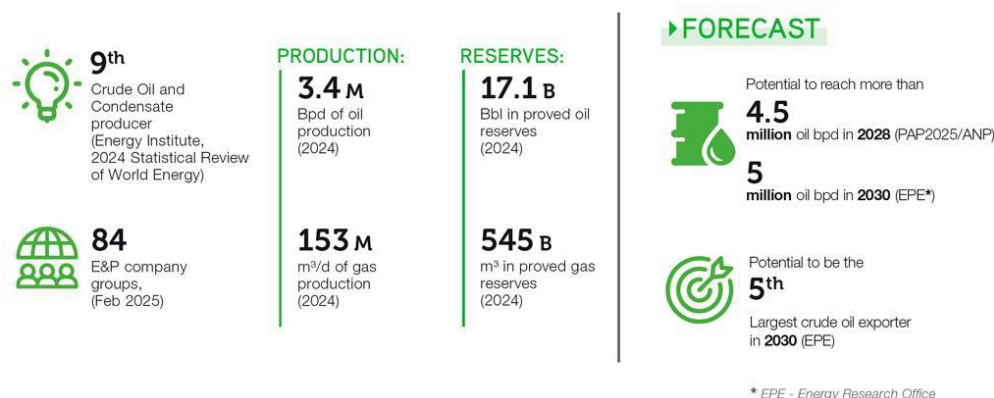 9th
Crude Oil and
Condensate
producer
(Energy Institute,
2024 Statistical Review
of World Energy)
84
E&P company
groups,
(Feb 2025)
PRODUCTION:
3.4 M
Bpd of oil
production
(2024)
153 M
m³/d of gas
production
(2024)
RESERVES:
17.1 B
Bbl in proved oil
reserves
(2024)
545 B
m³ in proved gas
reserves
(2024)
FORECAST
Potential to reach more than
4.5
million oil bpd in 2028 (PAP2025/ANP)
5
million oil bpd in 2030 (EPE*)
Potential to be the
5th
Largest crude oil exporter
in 2030 (EPE)
* EPE - Energy Research Office